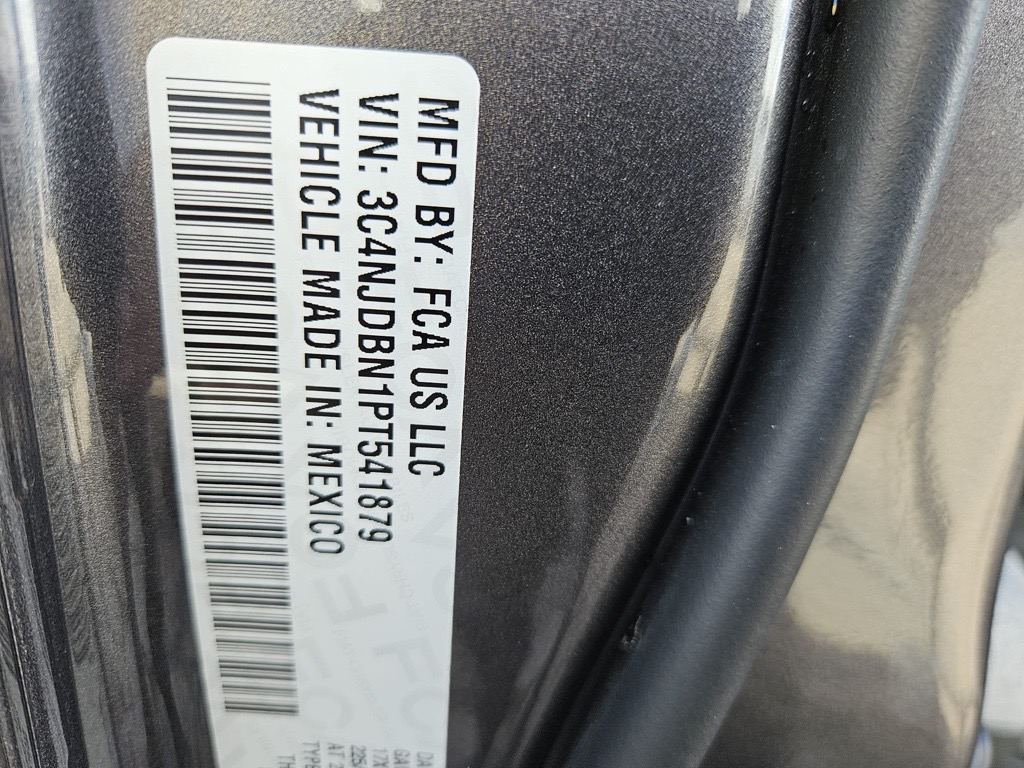 MFD BY: FCA US LLC
VIN: 3C4NJDBN1PT541879
VEHICLE MADE IN: MEXICO